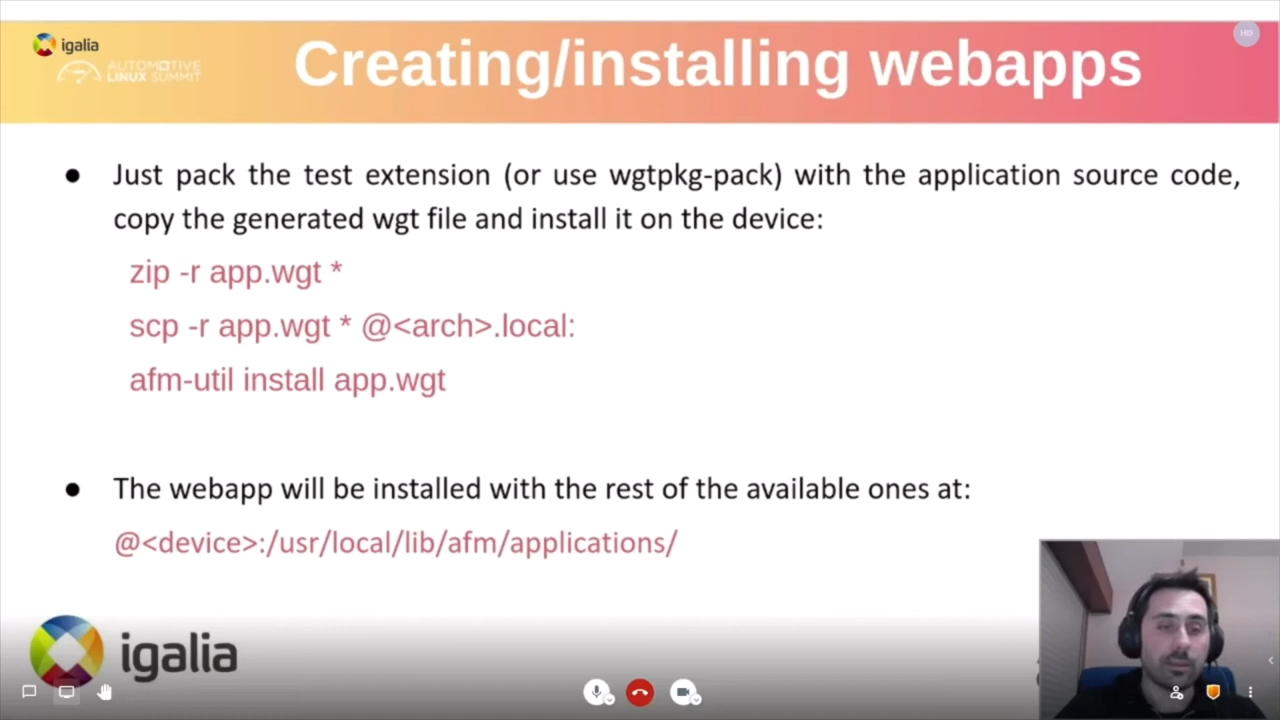 igalia
AUTOMOTIVE
LINUX SUMMIT
Creating/installing webapps
HD
● Just pack the test extension (or use wgtpkg-pack) with the application source code,
copy the generated wgt file and install it on the device:
zip -r app.wgt *
scp -r app.wgt * @<arch>.local:
afm-util install app.wgt
● The webapp will be installed with the rest of the available ones at:
@<device>:/usr/local/lib/afm/applications/
igalia